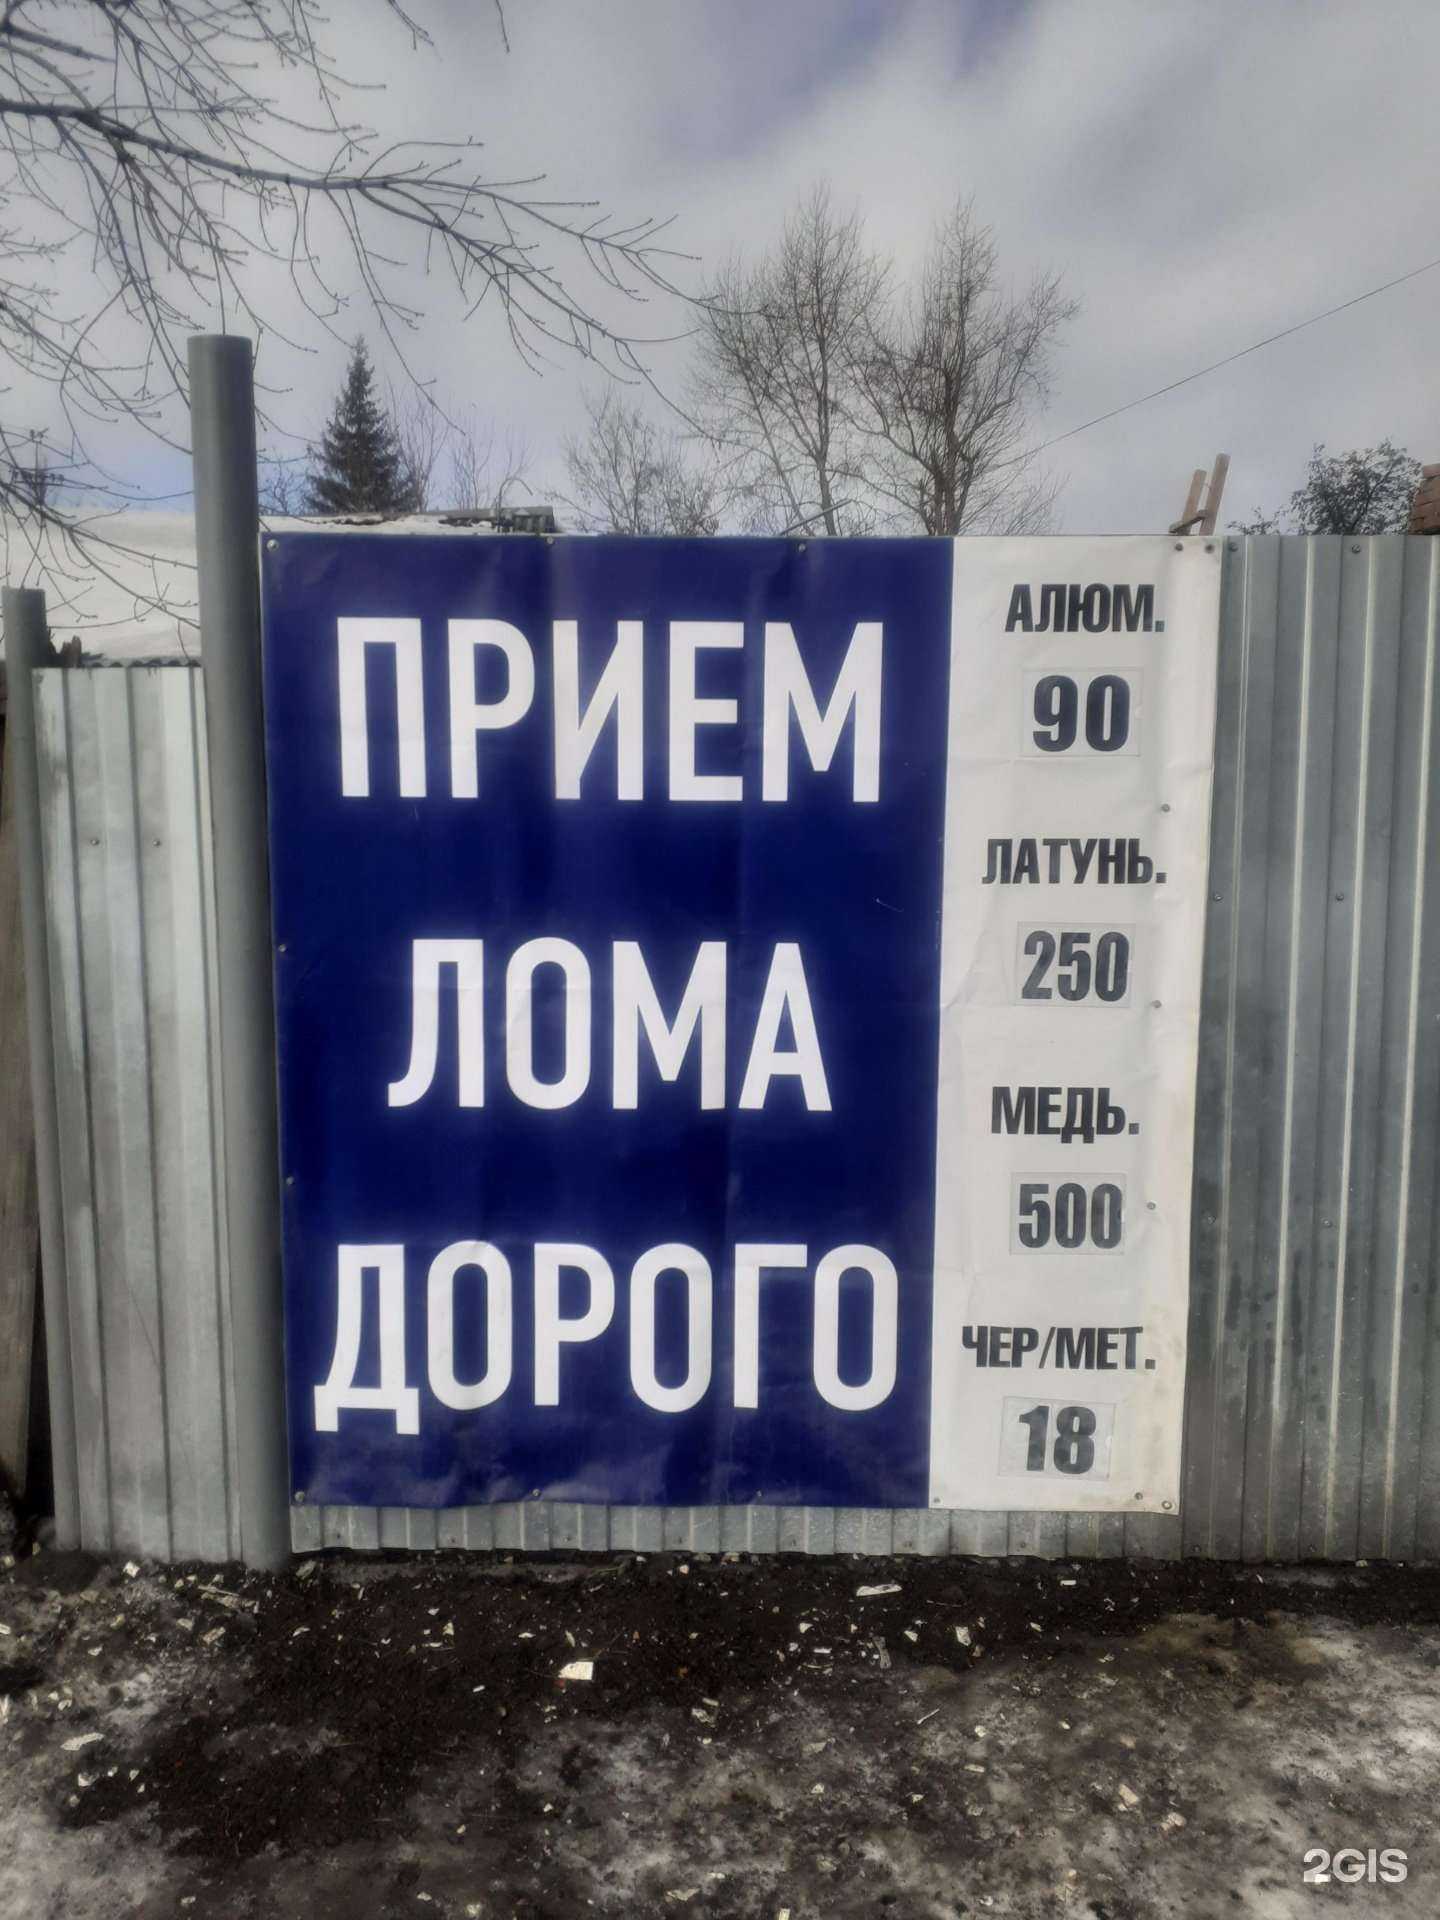 ПРИЕМ
ЛОМА
ДОРОГО
АЛЮМ.
90
ЛАТУНЬ.
250
МЕДЬ.
500
ЧЕР/МЕТ.
18
2GIS